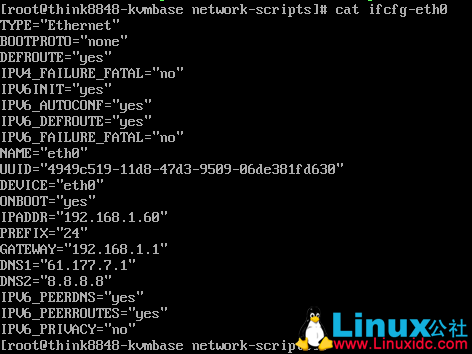 [root@think8848-kvmbase network-scripts]# cat ifcfg-eth0
TYPE="Ethernet"
BOOTPROTO="none"
DEFROUTE="yes"
IPV4_FAILURE_FATAL="no"
IPV6INIT="yes"
IPV6_AUTOCONF="yes"
IPV6_DEFROUTE="yes"
IPV6_FAILURE_FATAL="no"
NAME="eth0"
UUID="4949c519-11d8-47d3-9509-06de381fd630"
DEVICE="eth0"
ONBOOT="yes"
IPADDR="192.168.1.60"
PREFIX="24"
GATEWAY="192.168.1.1"
DNS1="61.177.7.1"
DNS2="8.8.8.8"
IPV6_PEERDNS="yes"
IPV6_PEERROUTES="yes"
IPV6_PRIVACY="no"
[root@think8848-kvmbase network-scripts]
Linux公社
www.Linuxidc.com